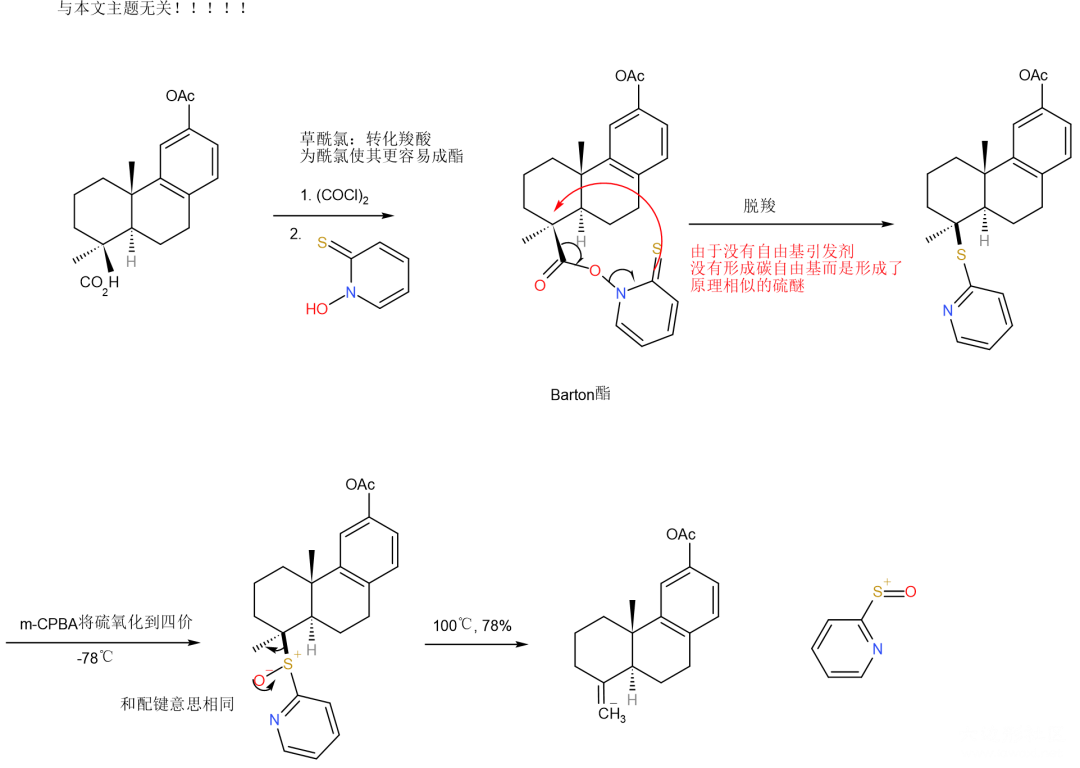 与本文主题无关！！！！！
OAc
草酰氯：转化羧酸
为酰氯使其更容易成酯
1. (COCl)₂
2.
S
N
HO
H
CO₂H
OAc
H
S
O
O
N
Barton酯
脱羧
由于没有自由基引发剂
没有形成碳自由基而是形成了
原理相似的硫醚
OAc
H
S
N
m-CPBA将硫氧化到四价
-78℃
OAc
H
S+
O−
N
和配键意思相同
100℃, 78%
OAc
H
CH₃
−
S+
O
N